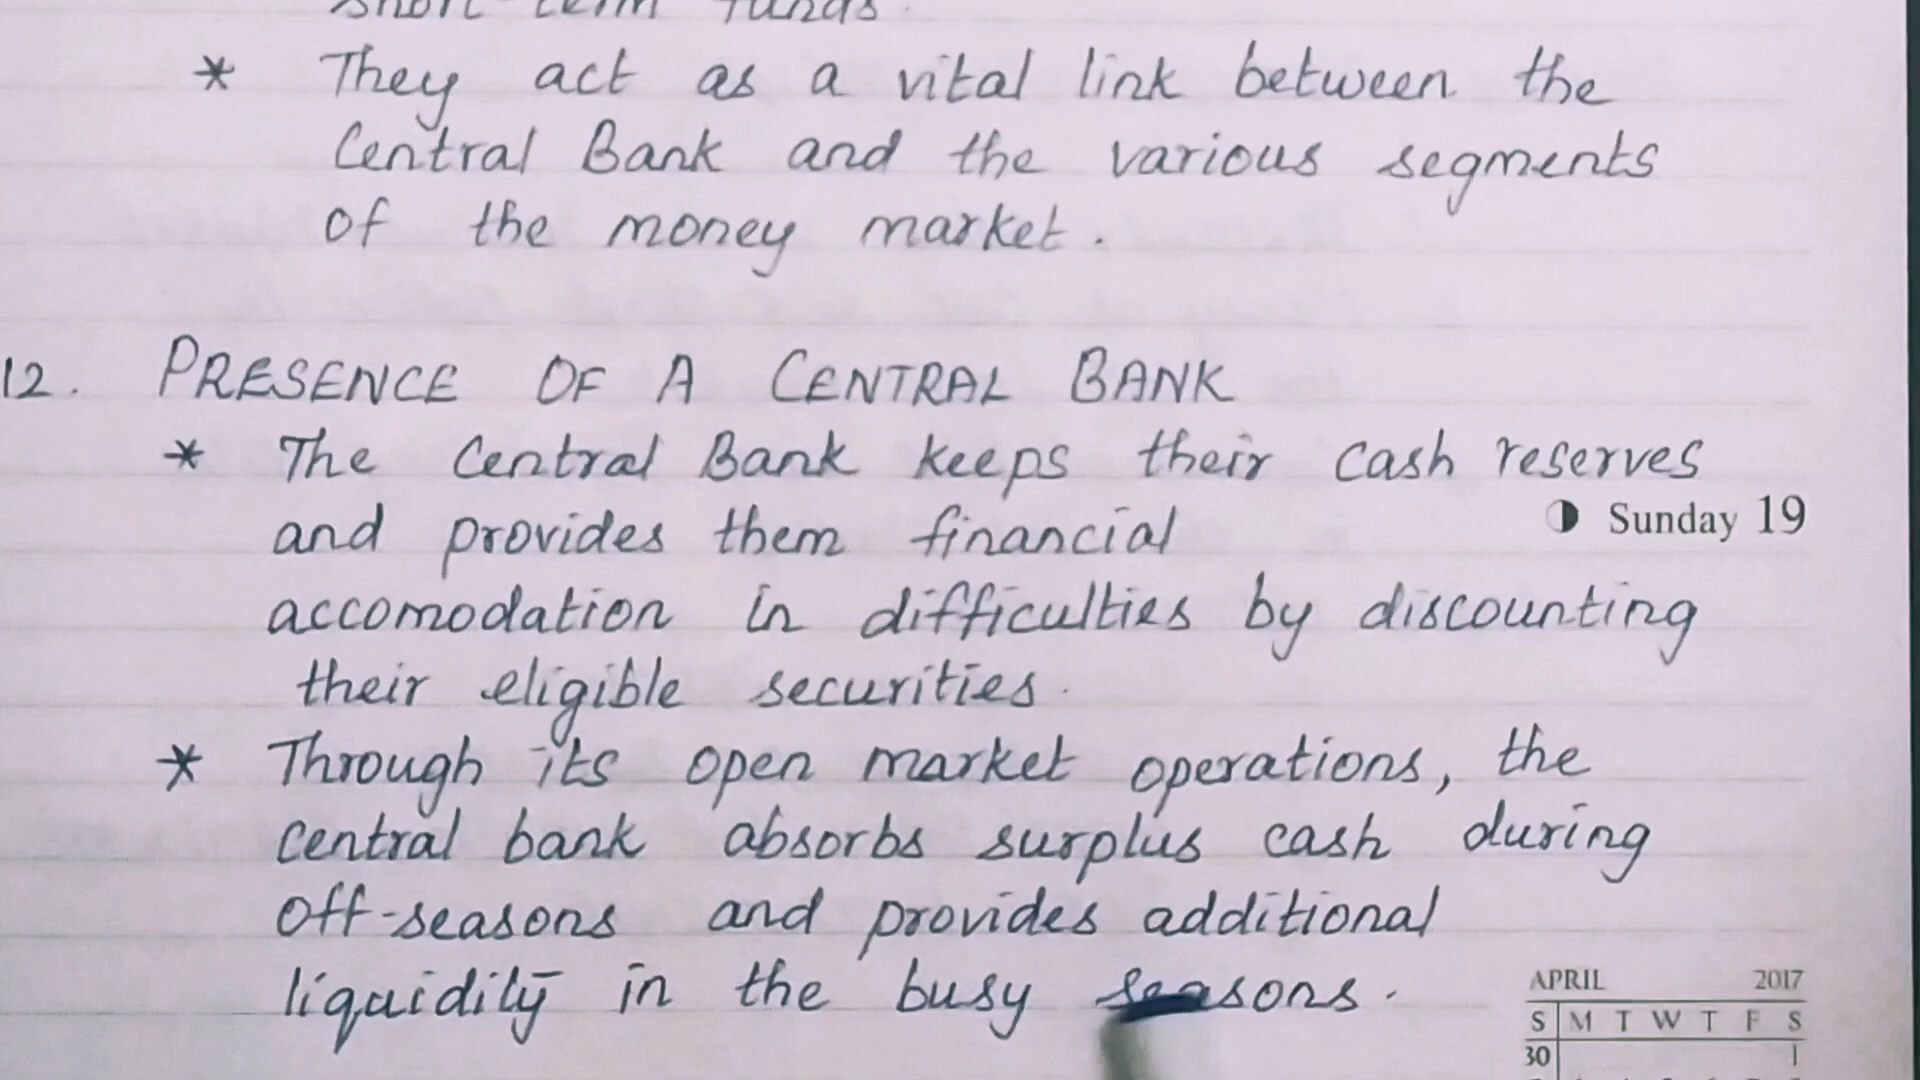 short-term funds.
* They act as a vital link between the
Central Bank and the various segments
of the money market.
12. PRESENCE OF A CENTRAL BANK
* The Central Bank keeps their cash reserves
and provides them financial
Sunday 19
accomodation in difficulties by discounting
their eligible securities.
* Through its open market operations, the
central bank absorbs surplus cash during
off-seasons and provides additional
liquidity in the busy seasons.
APRIL 2017
S M T W T F S
30 1